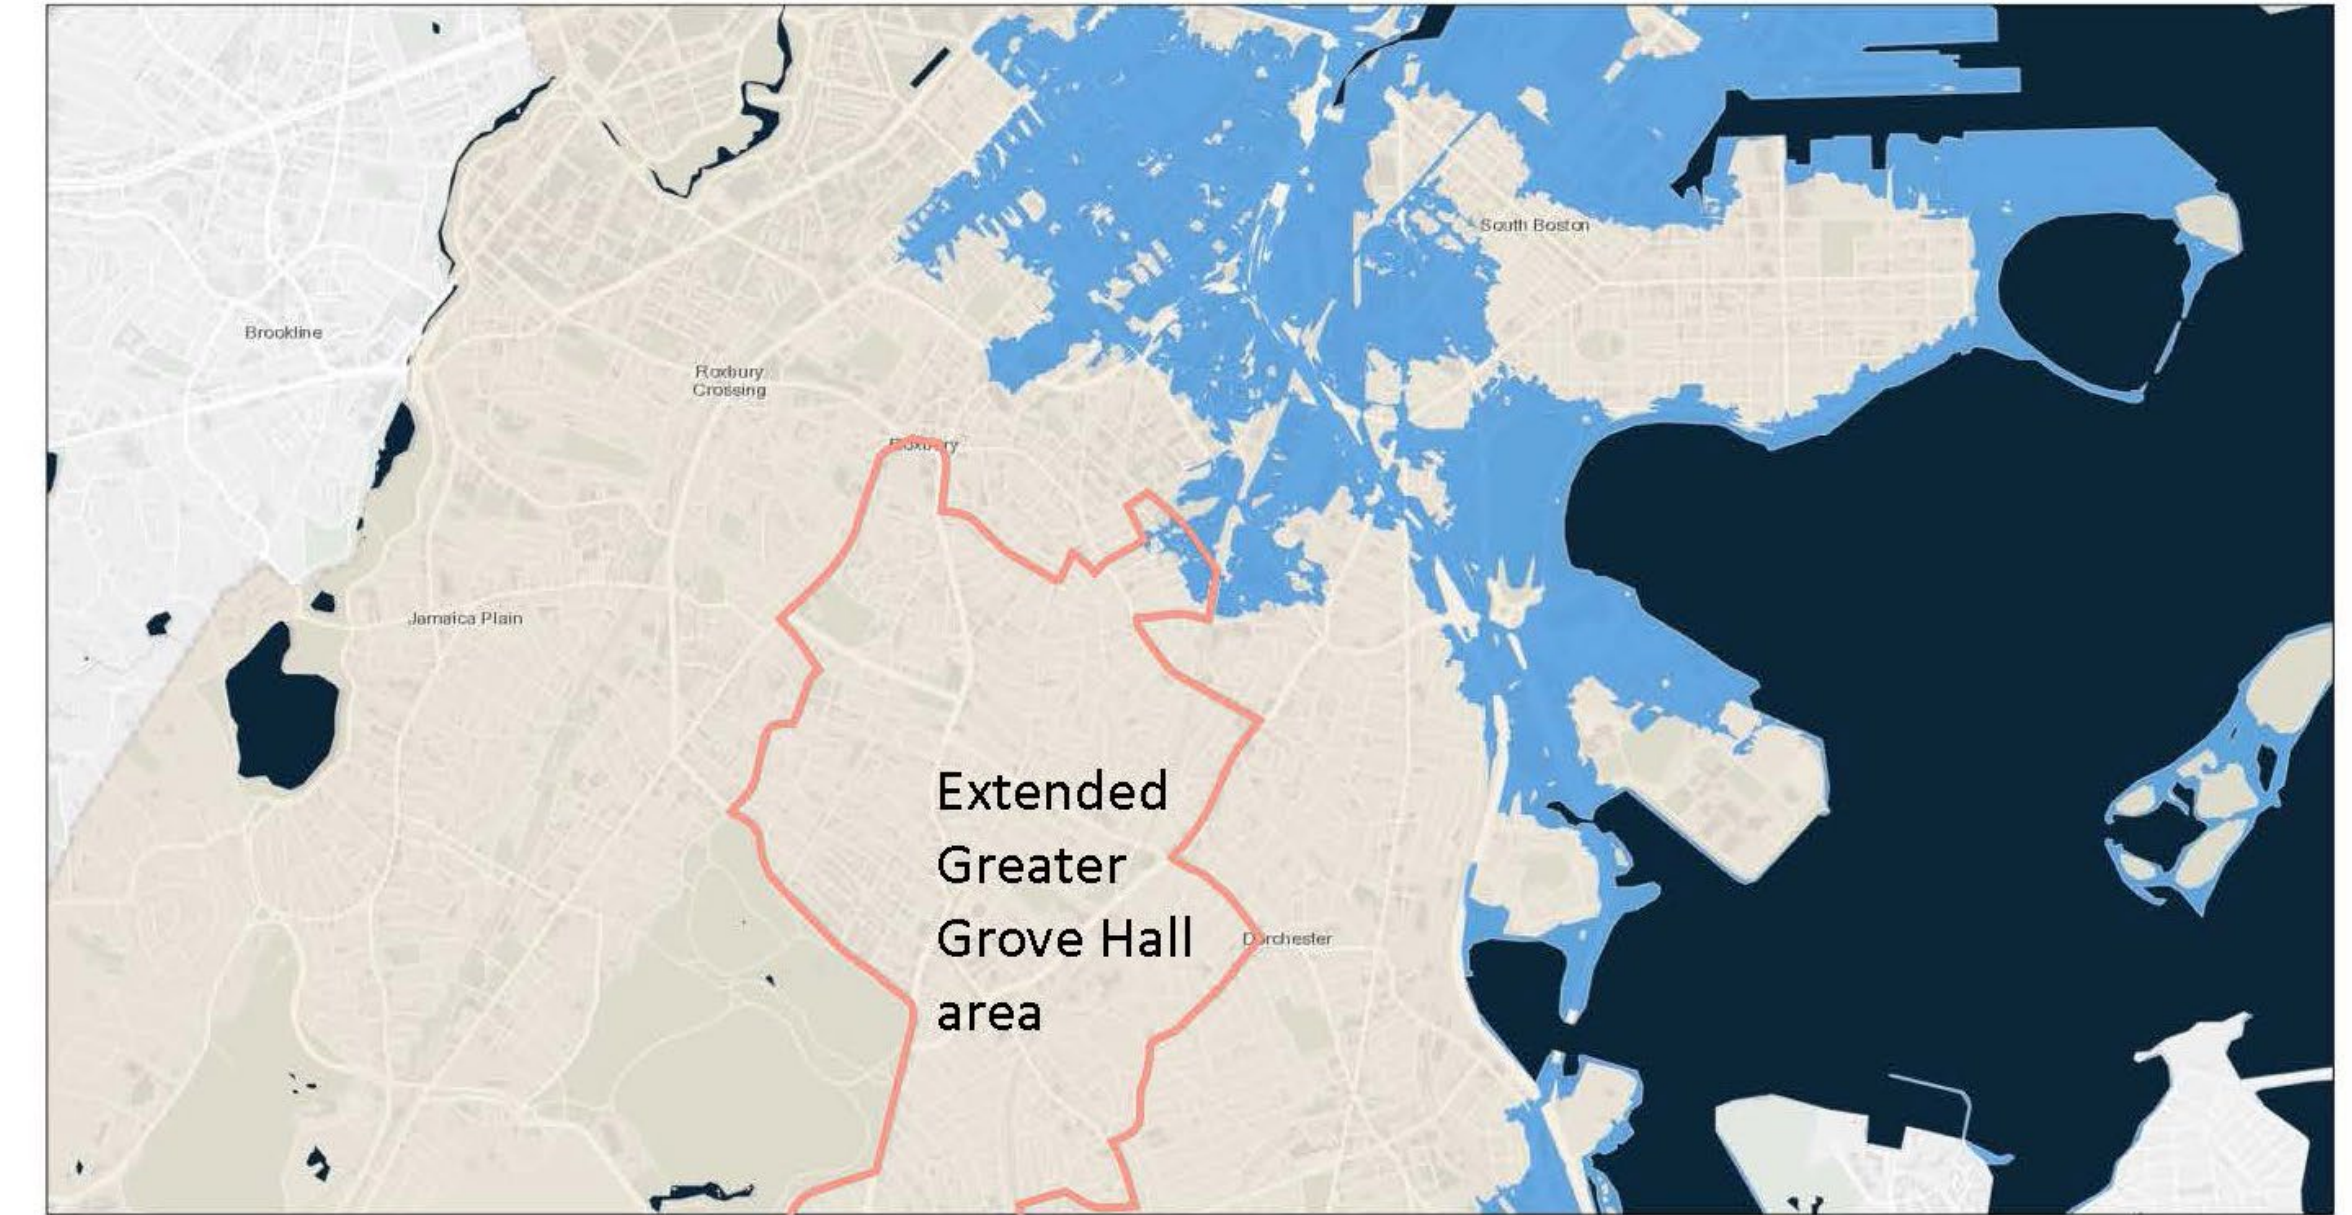 South Boston
Brookline
Roxbury
Crossing
Roxbury
Jamaica Plain
Extended
Greater
Grove Hall
area
Dorchester